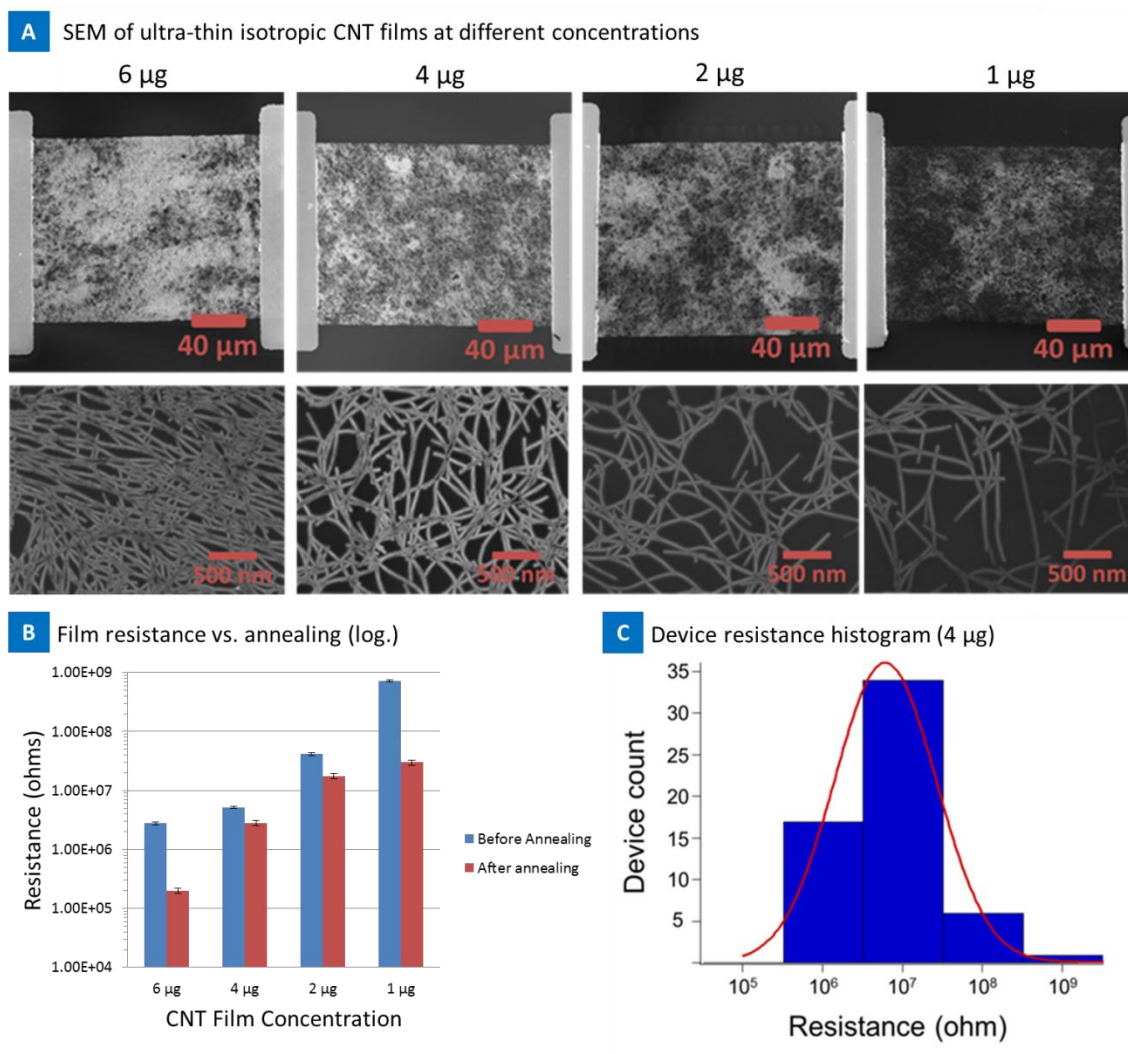 A SEM of ultra-thin isotropic CNT films at different concentrations
6 µg 4 µg 2 µg 1 µg
40 µm 40 µm 40 µm 40 µm
500 nm 500 nm 500 nm 500 nm
B Film resistance vs. annealing (log.)
1.00E+09
1.00E+08
1.00E+07
1.00E+06
1.00E+05
1.00E+04
Resistance (ohms)
6 µg 4 µg 2 µg 1 µg
CNT Film Concentration
Before Annealing
After annealing
C Device resistance histogram (4 µg)
35
30
25
20
15
10
5
Device count
10⁵ 10⁶ 10⁷ 10⁸ 10⁹
Resistance (ohm)